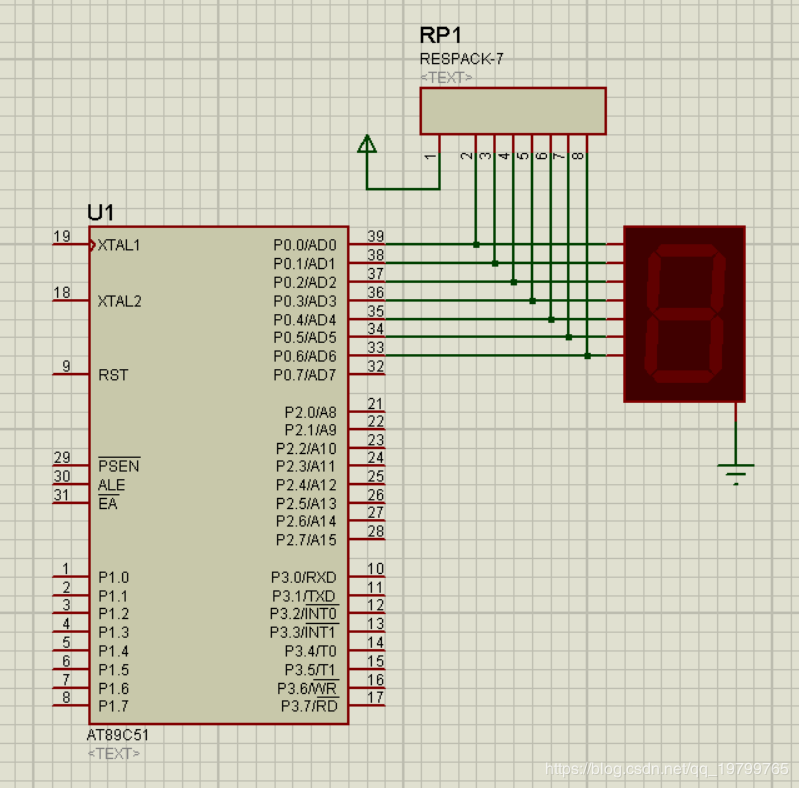 RP1
RESPACK-7
<TEXT>
1
2
3
4
5
6
7
8
U1
19 XTAL1 P0.0/AD0 39
P0.1/AD1 38
P0.2/AD2 37
18 XTAL2 P0.3/AD3 36
P0.4/AD4 35
P0.5/AD5 34
P0.6/AD6 33
9 RST P0.7/AD7 32
P2.0/A8 21
P2.1/A9 22
P2.2/A10 23
29 PSEN P2.3/A11 24
30 ALE P2.4/A12 25
31 EA P2.5/A13 26
P2.6/A14 27
P2.7/A15 28
1 P1.0 P3.0/RXD 10
2 P1.1 P3.1/TXD 11
3 P1.2 P3.2/INT0 12
4 P1.3 P3.3/INT1 13
5 P1.4 P3.4/T0 14
6 P1.5 P3.5/T1 15
7 P1.6 P3.6/WR 16
8 P1.7 P3.7/RD 17
AT89C51
<TEXT>
https://blog.csdn.net/qq_19799765